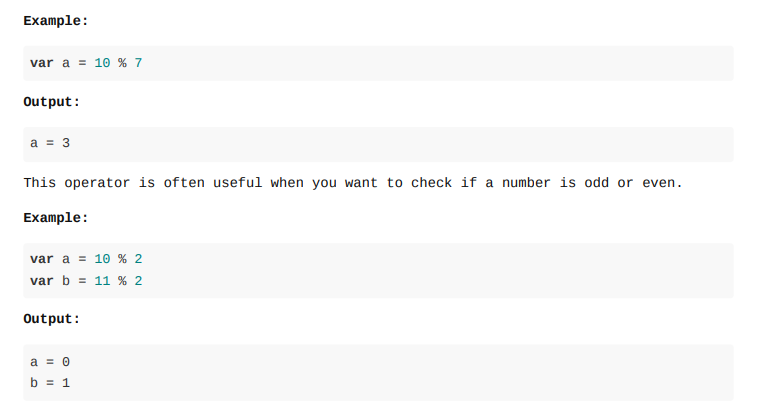 Example:
var a = 10 % 7
Output:
a = 3
This operator is often useful when you want to check if a number is odd or even.
Example:
var a = 10 % 2
var b = 11 % 2
Output:
a = 0
b = 1